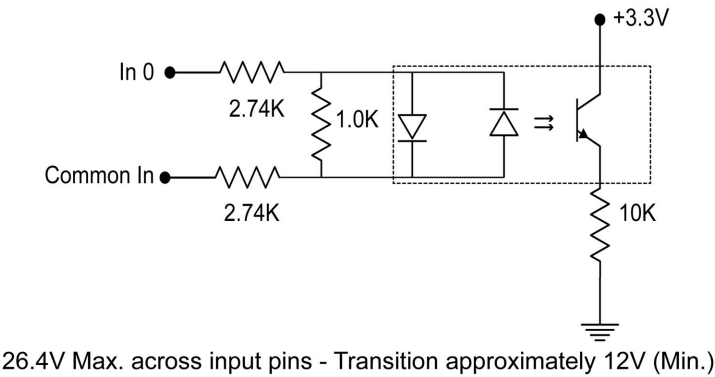 +3.3V
In 0
2.74K
1.0K
Common In
2.74K
10K
26.4V Max. across input pins - Transition approximately 12V (Min.)